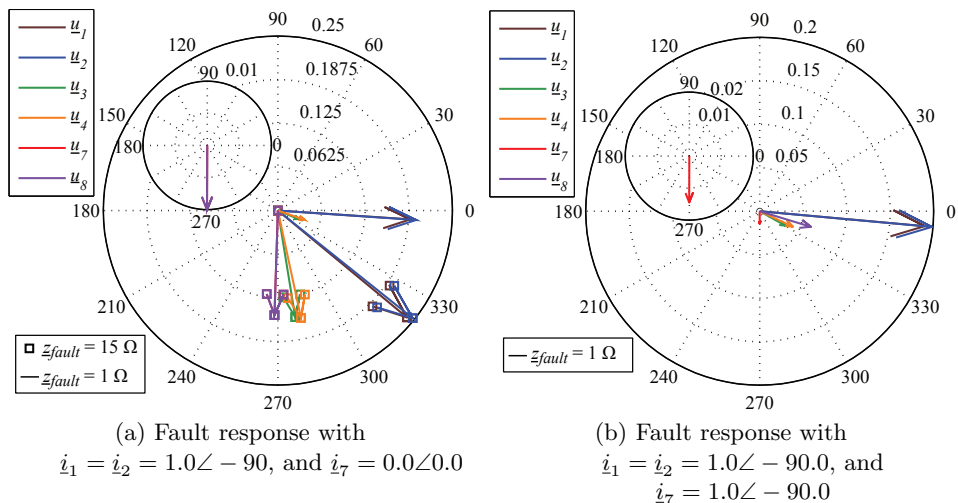 u1
u2
u3
u4
u7
u8
90
0.25
60
120
0.1875
90
0.01
30
150
0.125
180
0
0.0625
270
180
0
210
330
zfault = 15 Ω
zfault = 1 Ω
240
300
270
(a) Fault response with
i1 = i2 = 1.0∠ − 90, and i7 = 0.0∠0.0
u1
u2
u3
u4
u7
u8
90
0.2
60
120
0.15
90
0.02
30
150
0.01
0.1
180
0
0.05
270
180
0
210
330
zfault = 1 Ω
240
300
270
(b) Fault response with
i1 = i2 = 1.0∠ − 90.0, and
i7 = 1.0∠ − 90.0